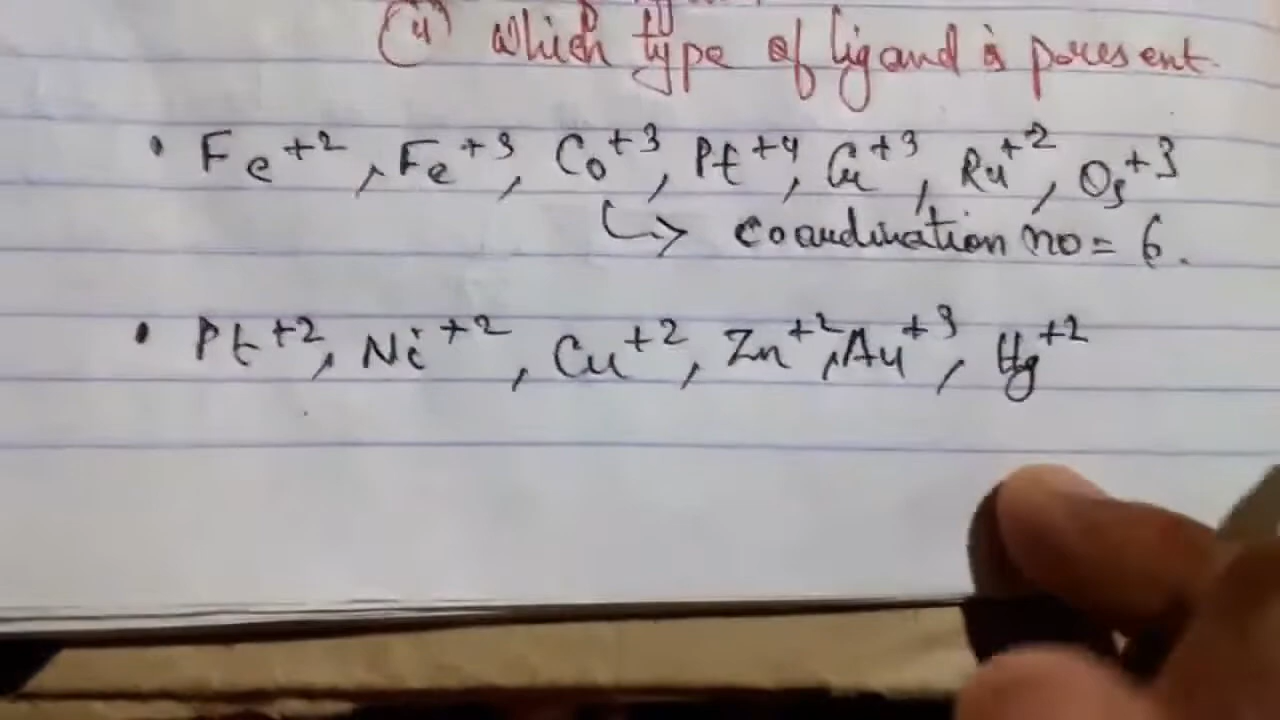 (4) which type of ligand is poresent.
• Fe+2, Fe+3, Co+3, Pt+4, Cr+3, Ru+2, Os+3
↳ coordination no = 6.
• Pt+2, Ni+2, Cu+2, Zn+2, Au+3, Hg+2